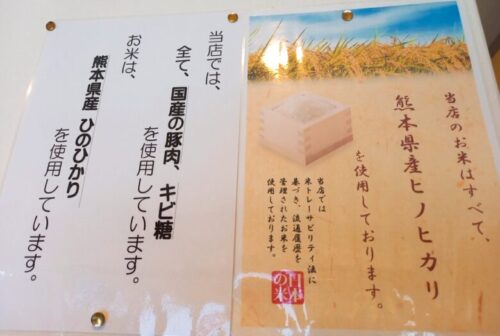 当店のお米はすべて、
熊本県産ヒノヒカリ
を使用しております。
当店では
米トレーサビリティ法に
基づき、流通履歴を
管理されたお米を
使用しております。
日本
の米
当店では、
全て、国産の豚肉、キビ糖
を使用しています。
お米は、
熊本県産 ひのひかり
を使用しています。